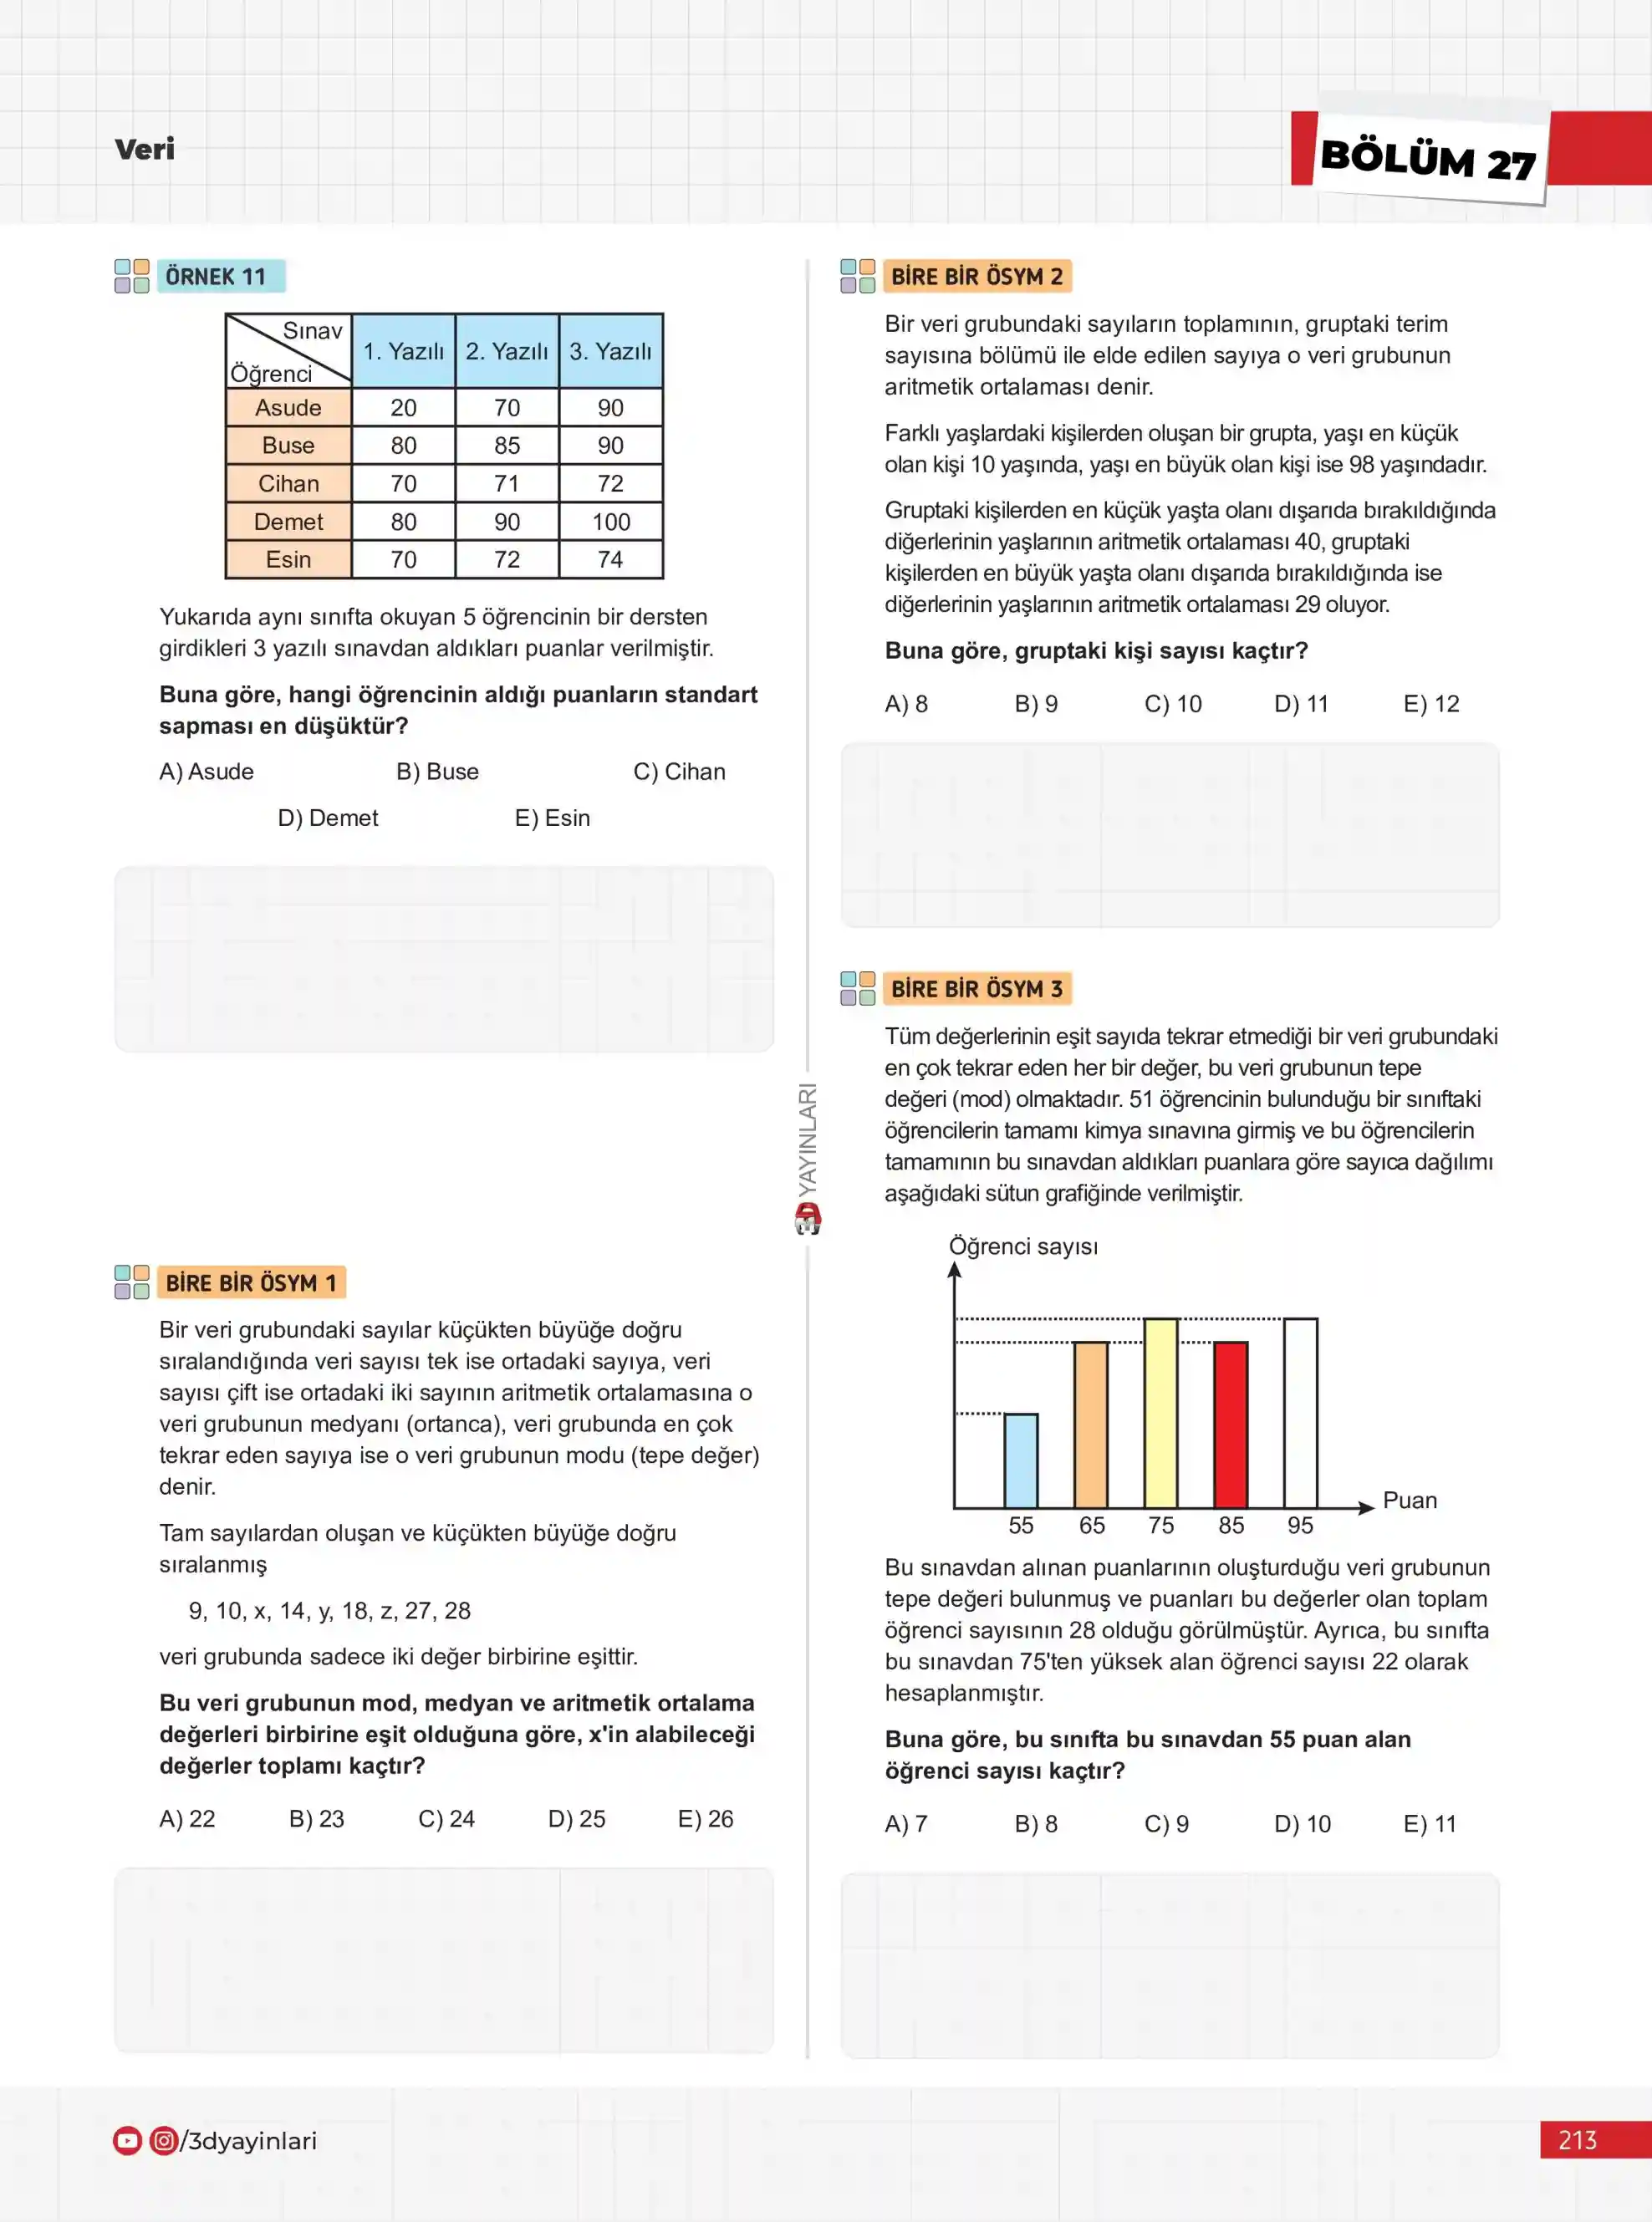 Veri
BÖLÜM 27
ÖRNEK 11
Sınav
Öğrenci
1. Yazılı 2. Yazılı 3. Yazılı
Asude 20 70 90
Buse 80 85 90
Cihan 70 71 72
Demet 80 90 100
Esin 70 72 74
Yukarıda aynı sınıfta okuyan 5 öğrencinin bir dersten
girdikleri 3 yazılı sınavdan aldıkları puanlar verilmiştir.
Buna göre, hangi öğrencinin aldığı puanların standart
sapması en düşüktür?
A) Asude B) Buse C) Cihan
D) Demet E) Esin
BİRE BİR ÖSYM 1
Bir veri grubundaki sayılar küçükten büyüğe doğru
sıralandığında veri sayısı tek ise ortadaki sayıya, veri
sayısı çift ise ortadaki iki sayının aritmetik ortalamasına o
veri grubunun medyanı (ortanca), veri grubunda en çok
tekrar eden sayıya ise o veri grubunun modu (tepe değer)
denir.
Tam sayılardan oluşan ve küçükten büyüğe doğru
sıralanmış
9, 10, x, 14, y, 18, z, 27, 28
veri grubunda sadece iki değer birbirine eşittir.
Bu veri grubunun mod, medyan ve aritmetik ortalama
değerleri birbirine eşit olduğuna göre, x'in alabileceği
değerler toplamı kaçtır?
A) 22 B) 23 C) 24 D) 25 E) 26
YAYINLARI
BİRE BİR ÖSYM 2
Bir veri grubundaki sayıların toplamının, gruptaki terim
sayısına bölümü ile elde edilen sayıya o veri grubunun
aritmetik ortalaması denir.
Farklı yaşlardaki kişilerden oluşan bir grupta, yaşı en küçük
olan kişi 10 yaşında, yaşı en büyük olan kişi ise 98 yaşındadır.
Gruptaki kişilerden en küçük yaşta olanı dışarıda bırakıldığında
diğerlerinin yaşlarının aritmetik ortalaması 40, gruptaki
kişilerden en büyük yaşta olanı dışarıda bırakıldığında ise
diğerlerinin yaşlarının aritmetik ortalaması 29 oluyor.
Buna göre, gruptaki kişi sayısı kaçtır?
A) 8 B) 9 C) 10 D) 11 E) 12
BİRE BİR ÖSYM 3
Tüm değerlerinin eşit sayıda tekrar etmediği bir veri grubundaki
en çok tekrar eden her bir değer, bu veri grubunun tepe
değeri (mod) olmaktadır. 51 öğrencinin bulunduğu bir sınıftaki
öğrencilerin tamamı kimya sınavına girmiş ve bu öğrencilerin
tamamının bu sınavdan aldıkları puanlara göre sayıca dağılımı
aşağıdaki sütun grafiğinde verilmiştir.
Öğrenci sayısı
Puan
55 65 75 85 95
Bu sınavdan alınan puanlarının oluşturduğu veri grubunun
tepe değeri bulunmuş ve puanları bu değerler olan toplam
öğrenci sayısının 28 olduğu görülmüştür. Ayrıca, bu sınıfta
bu sınavdan 75'ten yüksek alan öğrenci sayısı 22 olarak
hesaplanmıştır.
Buna göre, bu sınıfta bu sınavdan 55 puan alan
öğrenci sayısı kaçtır?
A) 7 B) 8 C) 9 D) 10 E) 11
/3dyayinlari
213